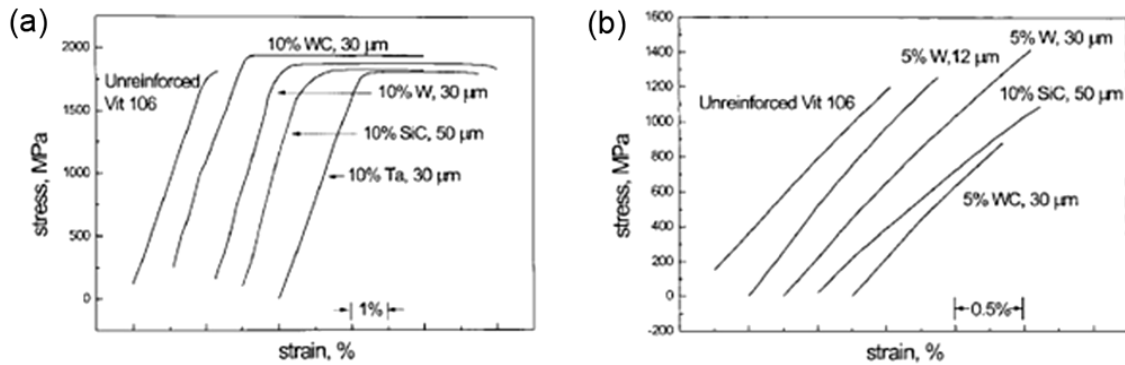 (a)
2000
1500
1000
500
0
stress, MPa
strain, %
Unreinforced
Vit 106
10% WC, 30 μm
10% W, 30 μm
10% SiC, 50 μm
10% Ta, 30 μm
1%
(b)
1600
1400
1200
1000
800
600
400
200
0
-200
stress, MPa
strain, %
5% W, 30 μm
5% W,12 μm
Unreinforced Vit 106
10% SiC, 50 μm
5% WC, 30 μm
0.5%